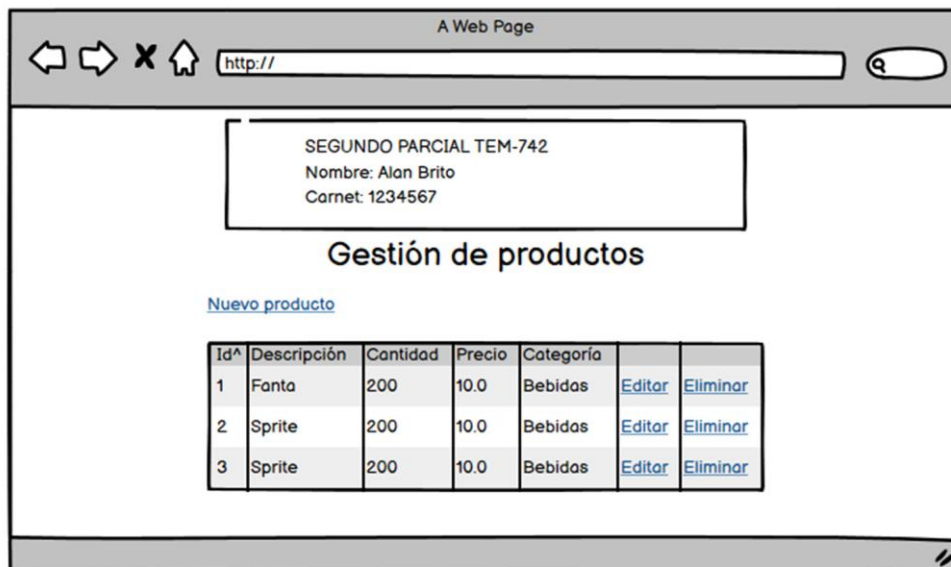 A Web Page
http://
SEGUNDO PARCIAL TEM-742
Nombre: Alan Brito
Carnet: 1234567
Gestión de productos
Nuevo producto
Id^ Descripción Cantidad Precio Categoría
1 Fanta 200 10.0 Bebidas Editar Eliminar
2 Sprite 200 10.0 Bebidas Editar Eliminar
3 Sprite 200 10.0 Bebidas Editar Eliminar